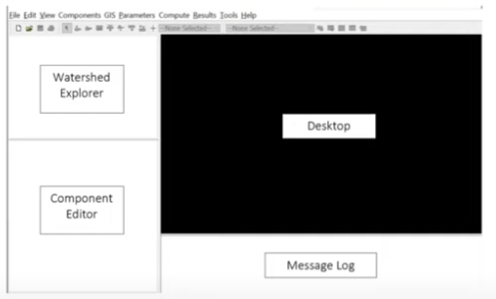 File Edit View Components GIS Parameters Compute Results Tools Help
--None Selected-- --None Selected--
Watershed
Explorer
Desktop
Component
Editor
Message Log